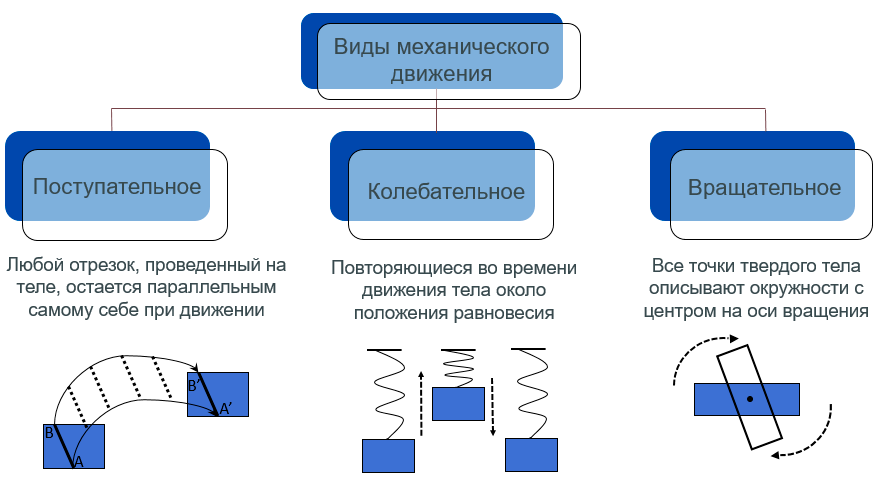 Виды механического
движения
Поступательное
Колебательное
Вращательное
Любой отрезок, проведенный на
теле, остается параллельным
самому себе при движении
Повторяющиеся во времени
движения тела около
положения равновесия
Все точки твердого тела
описывают окружности с
центром на оси вращения
B′
A′
B
A